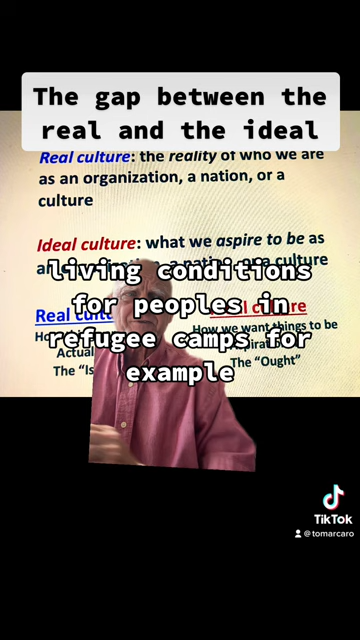 The gap between the
real and the ideal
Real culture: the reality of who we are
as an organization, a nation, or a
culture
Ideal culture: what we aspire to be as
culture
living conditions
for peoples in
refugee camps for
example
Real
culture
How we want things to be
The "Is
The "Ought"
TikTok
@tomarcaro